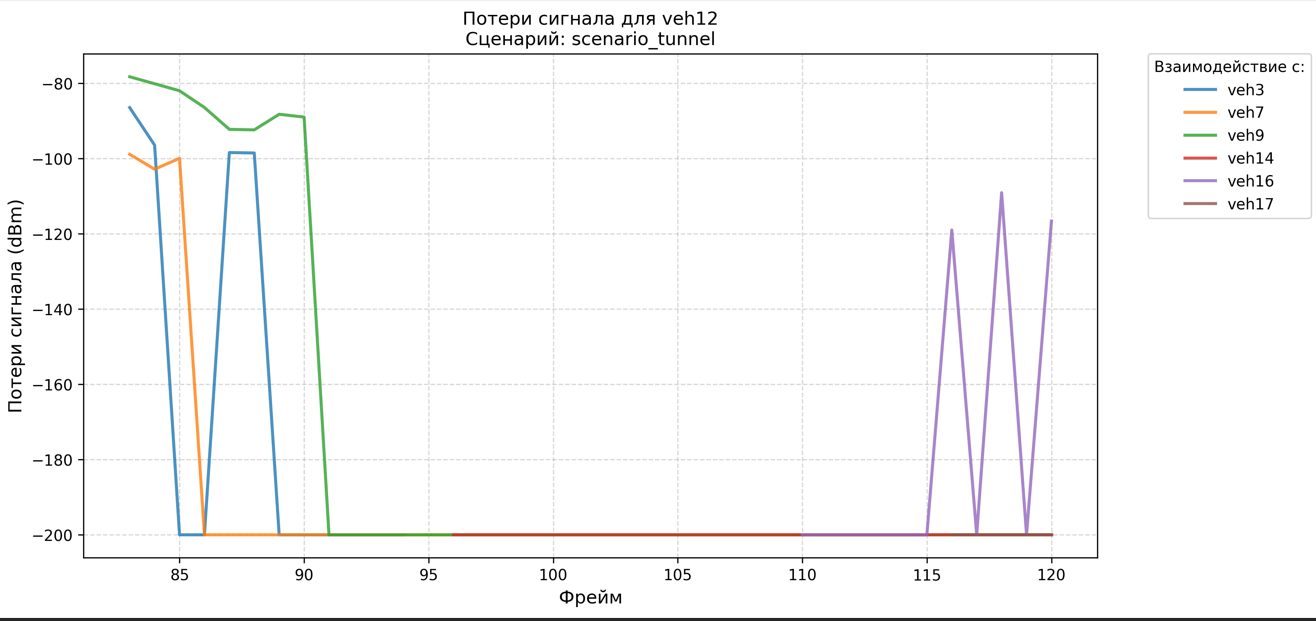 Потери сигнала для veh12
Сценарий: scenario_tunnel
Потери сигнала (dBm)
−80
−100
−120
−140
−160
−180
−200
85 90 95 100 105 110 115 120
Фрейм
Взаимодействие с:
veh3
veh7
veh9
veh14
veh16
veh17